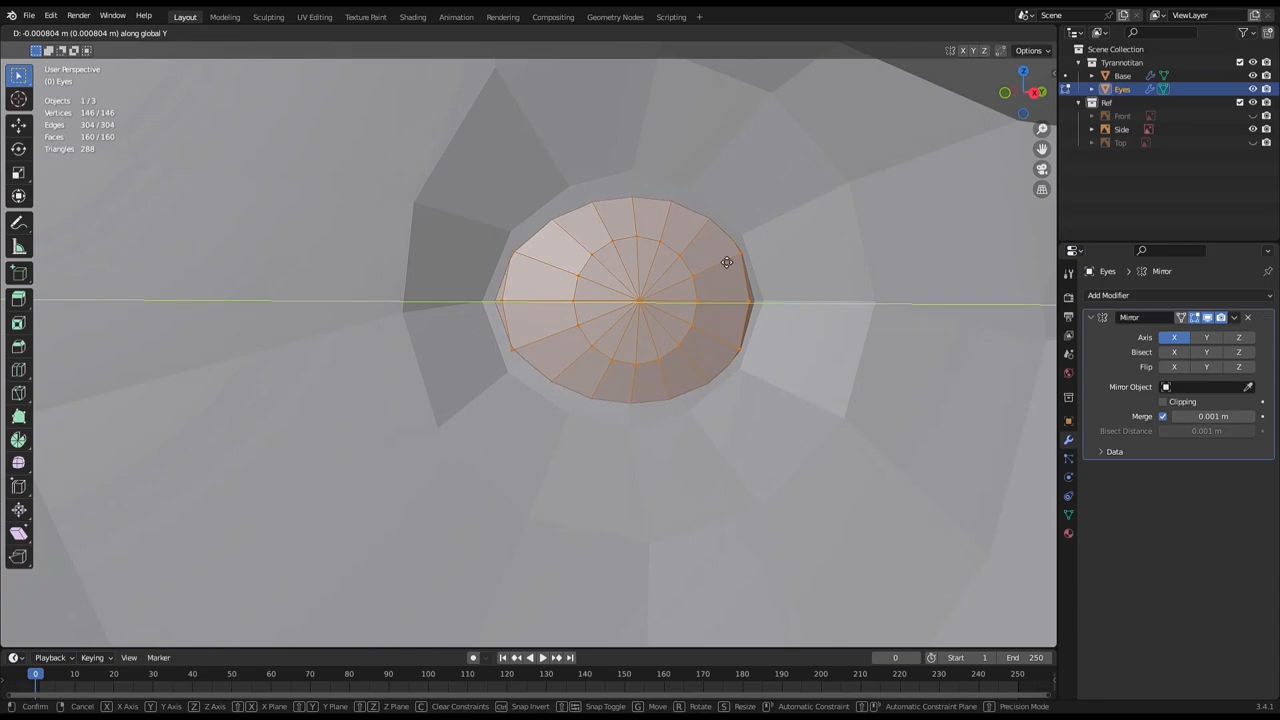 File Edit Render Window Help Layout Modeling Sculpting UV Editing Texture Paint Shading Animation Rendering Compositing Geometry Nodes Scripting + Scene ViewLayer
D: -0.000804 m (0.000804 m) along global Y
X Y Z Options
User Perspective
(0) Eyes
Objects 1/3
Vertices 146/146
Edges 304/304
Faces 160/160
Triangles 288
Z
X
Y
Scene Collection
Tyrannotitan
Base
Eyes
Ref
Front
Side
Top
Eyes Mirror
Add Modifier
Mirror
Axis X Y Z
Bisect X Y Z
Flip X Y Z
Mirror Object
Clipping
Merge 0.001 m
Bisect Distance 0.001 m
Data
Playback Keying View Marker 0 Start 1 End 250
0 10 20 30 40 50 60 70 80 90 100 110 120 130 140 150 160 170 180 190 200 210 220 230 240 250
Confirm Cancel X X Axis Y Y Axis Z Z Axis X X Plane Y Y Plane Z Z Plane C Clear Constraints Ctrl Snap Invert Snap Toggle G Move R Rotate S Resize Automatic Constraint Automatic Constraint Plane Precision Mode 3.4.1